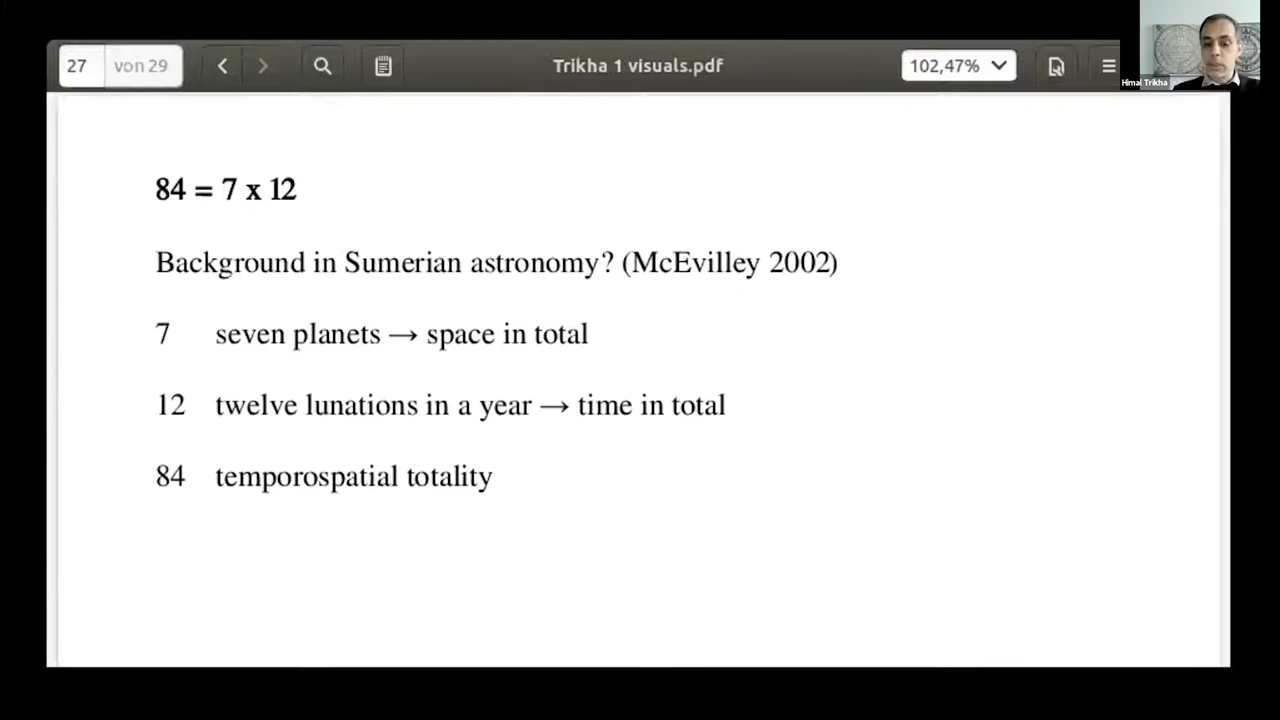 27 von 29 Trikha 1 visuals.pdf 102,47%
Himal Trikha
84 = 7 x 12
Background in Sumerian astronomy? (McEvilley 2002)
7 seven planets → space in total
12 twelve lunations in a year → time in total
84 temporospatial totality